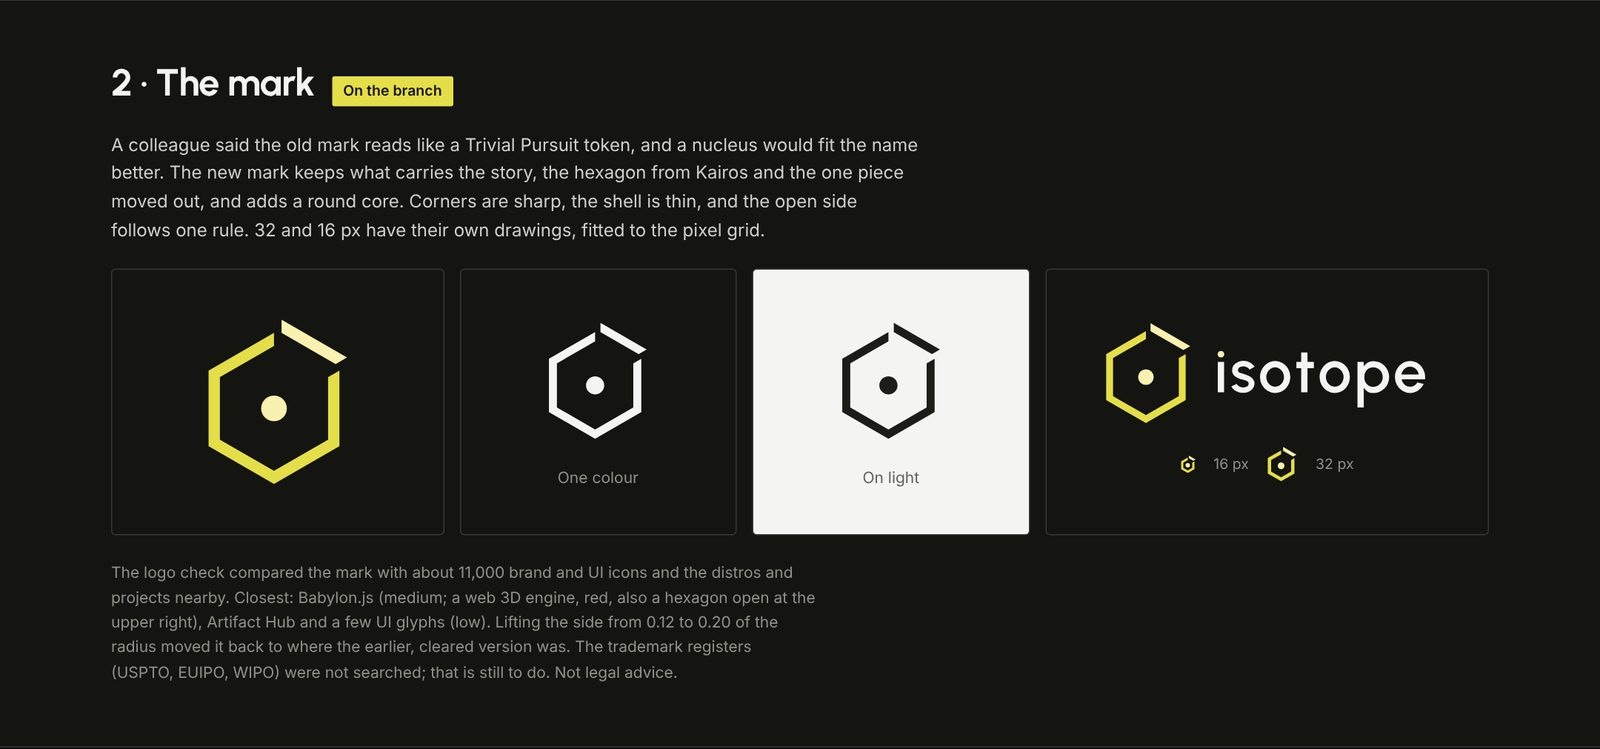 2 · The mark
On the branch
A colleague said the old mark reads like a Trivial Pursuit token, and a nucleus would fit the name
better. The new mark keeps what carries the story, the hexagon from Kairos and the one piece
moved out, and adds a round core. Corners are sharp, the shell is thin, and the open side
follows one rule. 32 and 16 px have their own drawings, fitted to the pixel grid.
One colour
On light
isotope
16 px
32 px
The logo check compared the mark with about 11,000 brand and UI icons and the distros and
projects nearby. Closest: Babylon.js (medium; a web 3D engine, red, also a hexagon open at the
upper right), Artifact Hub and a few UI glyphs (low). Lifting the side from 0.12 to 0.20 of the
radius moved it back to where the earlier, cleared version was. The trademark registers
(USPTO, EUIPO, WIPO) were not searched; that is still to do. Not legal advice.